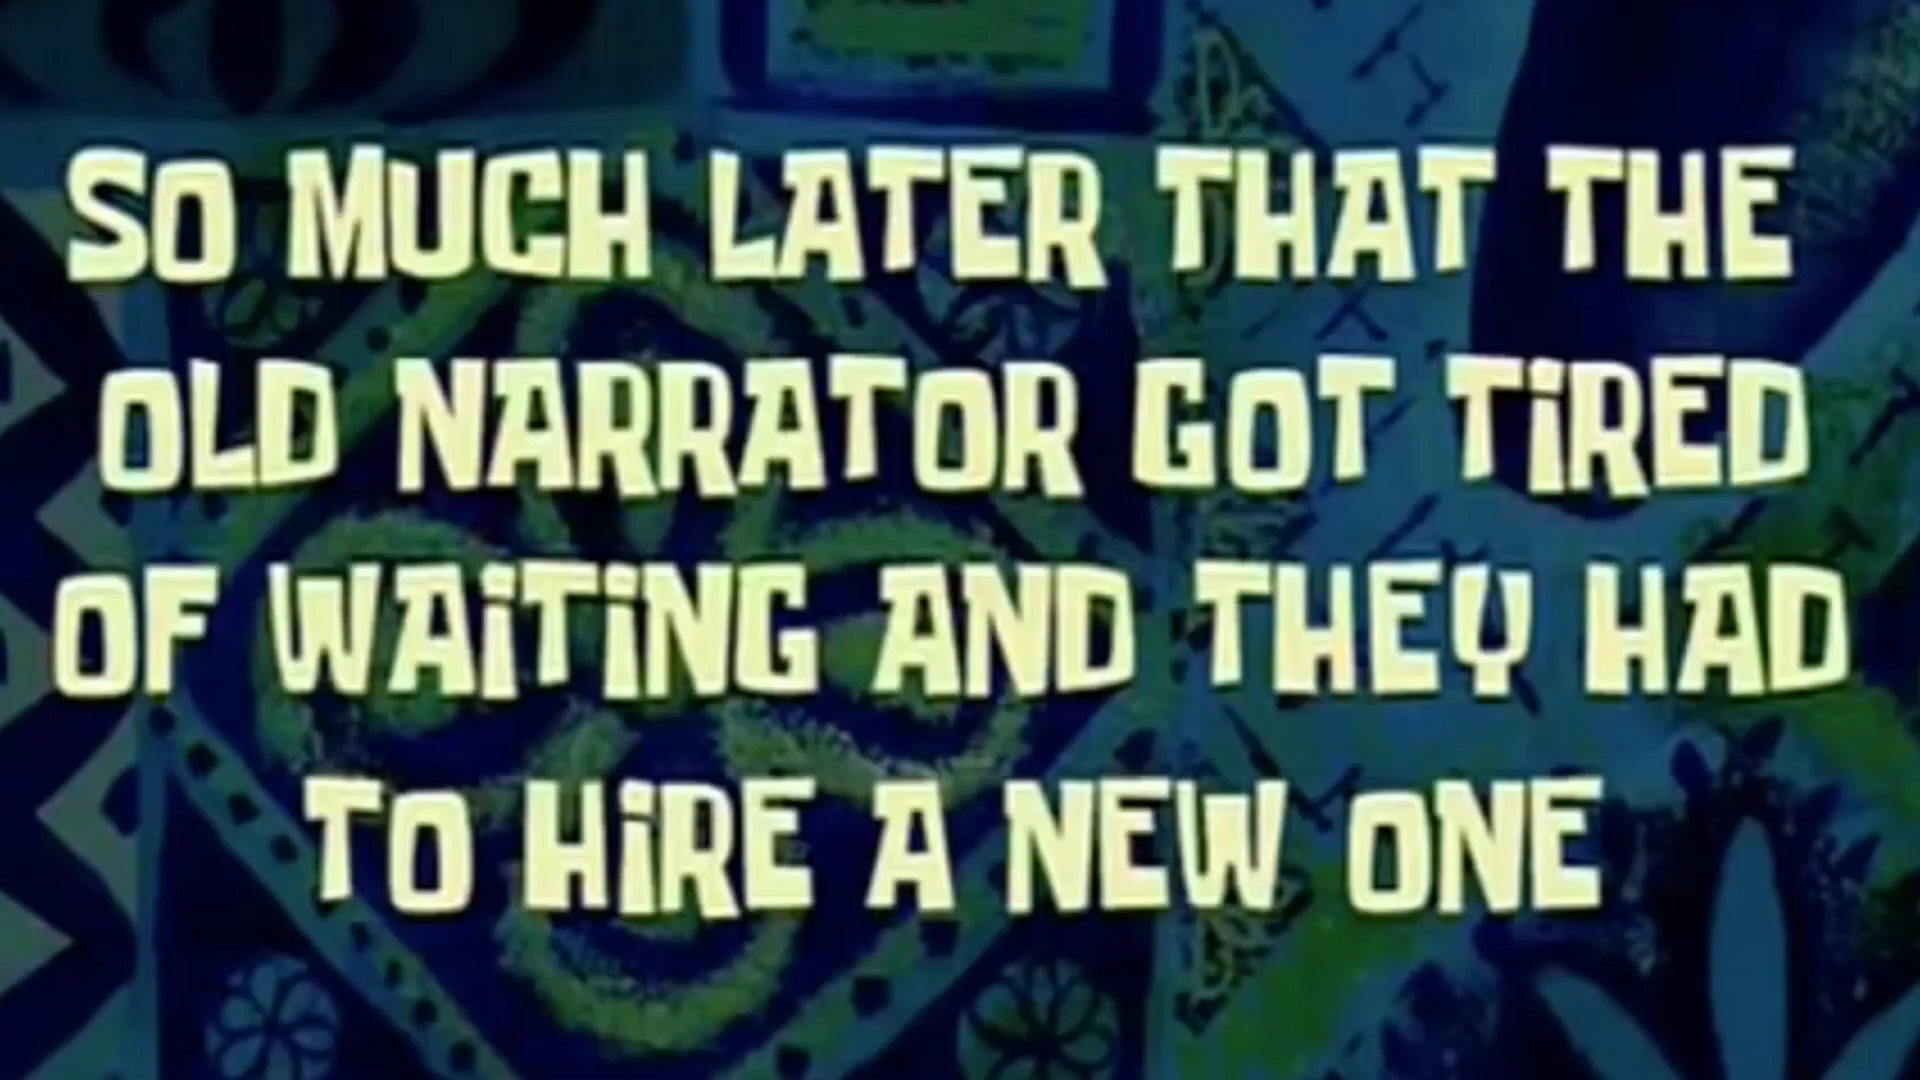 SO MUCH LATER THAT THE
OLD NARRATOR GOT TiRED
OF WAiTiNG AND THEY HAD
TO HiRE A NEW ONE